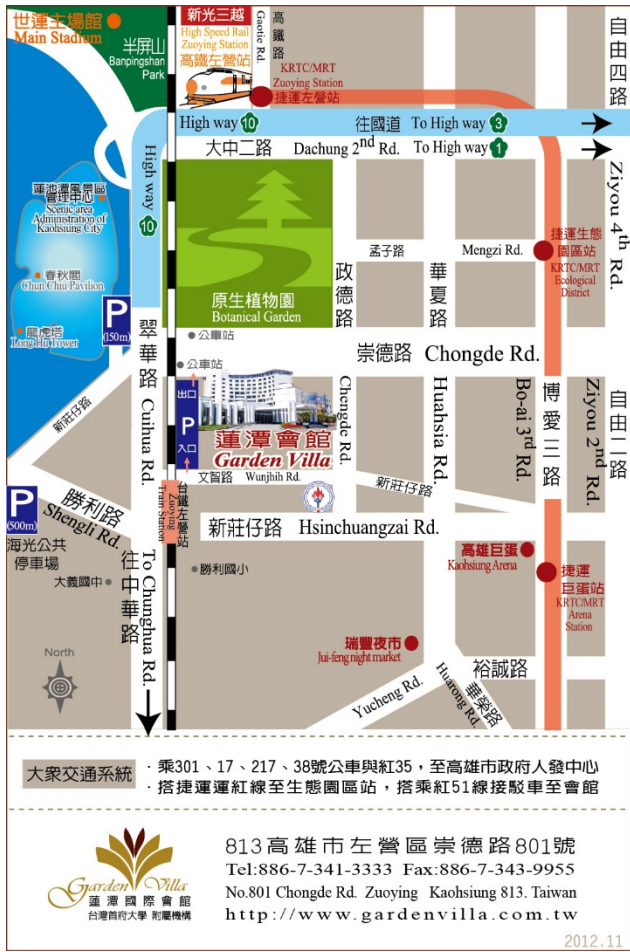 世運主場館
Main Stadium
半屏山
Banpingshan
Park
新光三越
High Speed Rail
Zuoying Station
高鐵左營站
Gaotie Rd.
高鐵路
KRTC/MRT
Zuoying Station
捷運左營站
自由四路
Ziyou 4th Rd.
High way 10
往國道 To High way 3
大中二路 Dachung 2nd Rd. To High way 1
High way 10
蓮池潭風景區
管理中心
Scenic area
Administration of
Kaohsiung City
春秋閣
Chun Chiu Pavilion
龍虎塔
Long Hu Tower
P
(150m)
原生植物園
Botanical Garden
政德路
孟子路 Mengzi Rd.
華夏路
捷運生態
園區站
KRTC/MRT
Ecological
District
公車站
公車站
崇德路 Chongde Rd.
翠華路 Cuihua Rd.
出口
P
入口
蓮潭會館
Garden Villa
文智路 Wunjhih Rd.
Chengde Rd.
Huahsia Rd.
Bo-ai 3rd Rd.
博愛三路
Ziyou 2nd Rd.
自由二路
新莊仔路
新莊仔路
P
(500m)
海光公共
停車場
勝利路
Shengli Rd.
Zuoying
Train Station
台鐵左營站
新莊仔路 Hsinchuangzai Rd.
大義國中
勝利國小
To Chunghua Rd.
往中華路
高雄巨蛋
Kaohsiung Arena
捷運
巨蛋站
KRTC/MRT
Arena
Station
瑞豐夜市
Jui-feng night market
裕誠路
Yucheng Rd.
Huarong Rd.
華榮路
North
大眾交通系統
· 乘301、17、217、38號公車與紅35，至高雄市政府人發中心
· 搭捷運運紅線至生態園區站，搭乘紅51線接駁車至會館
Garden Villa
蓮潭國際會館
台灣首府大學 附屬機構
813高雄市左營區崇德路801號
Tel:886-7-341-3333 Fax:886-7-343-9955
No.801 Chongde Rd. Zuoying Kaohsiung 813. Taiwan
http://www.gardenvilla.com.tw
2012.11